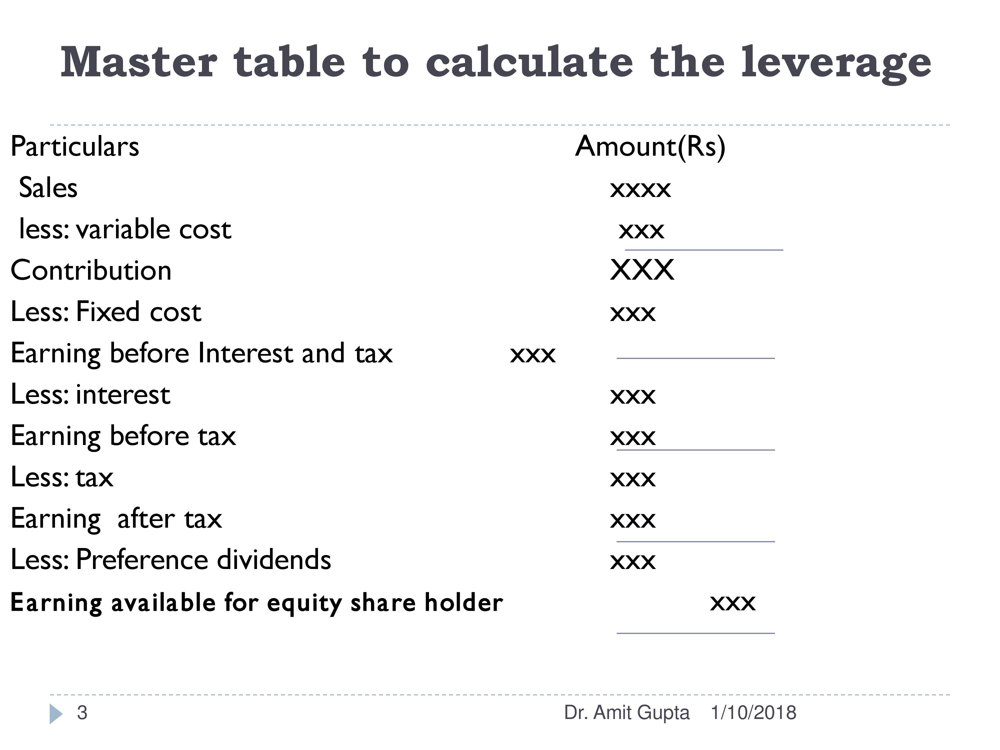 Master table to calculate the leverage
Particulars Amount(Rs)
Sales xxxx
less: variable cost xxx
Contribution XXX
Less: Fixed cost xxx
Earning before Interest and tax xxx
Less: interest xxx
Earning before tax xxx
Less: tax xxx
Earning after tax xxx
Less: Preference dividends xxx
Earning available for equity share holder xxx
3 Dr. Amit Gupta 1/10/2018